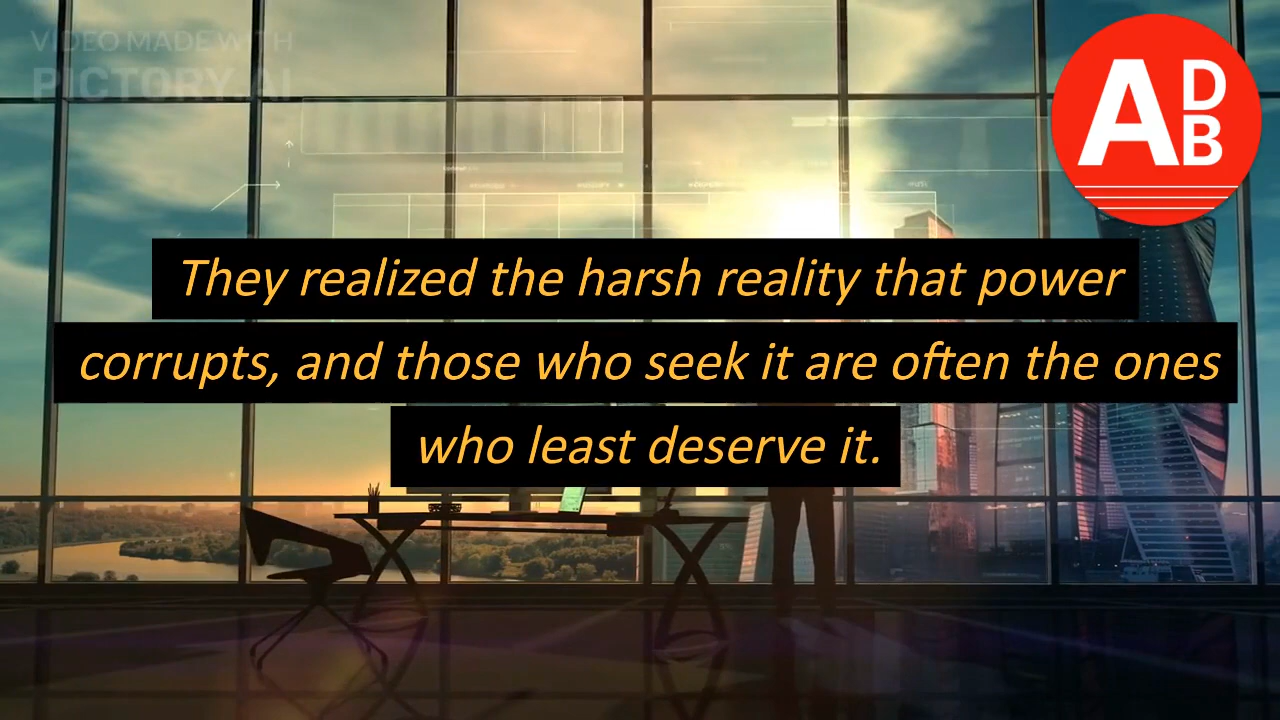 VIDEO MADE WITH
PICTORY.AI
ADB
They realized the harsh reality that power
corrupts, and those who seek it are often the ones
who least deserve it.